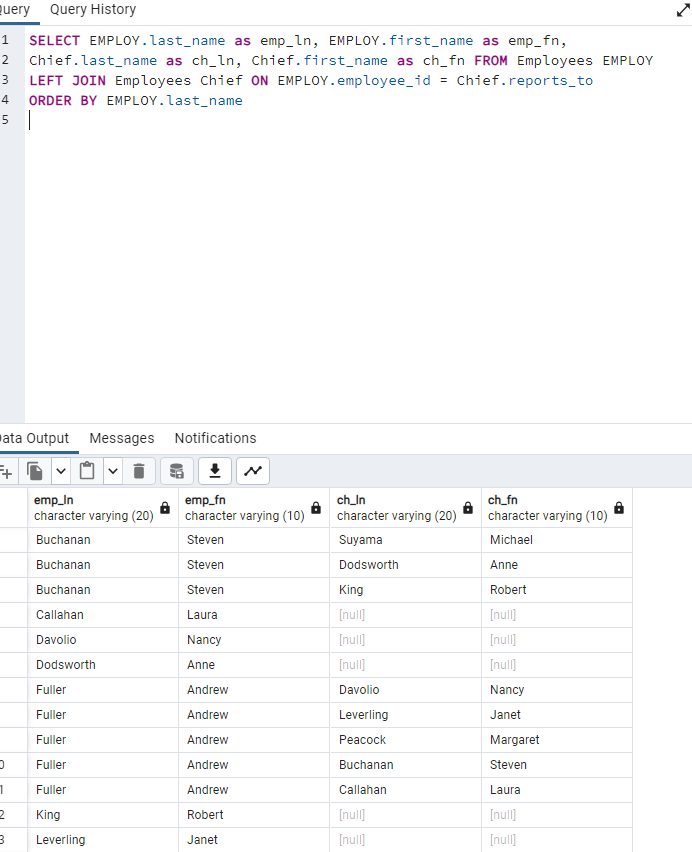 Query Query History
1 SELECT EMPLOY.last_name as emp_ln, EMPLOY.first_name as emp_fn,
2 Chief.last_name as ch_ln, Chief.first_name as ch_fn FROM Employees EMPLOY
3 LEFT JOIN Employees Chief ON EMPLOY.employee_id = Chief.reports_to
4 ORDER BY EMPLOY.last_name
5
Data Output Messages Notifications
emp_ln emp_fn ch_ln ch_fn
character varying (20) character varying (10) character varying (20) character varying (10)
Buchanan Steven Suyama Michael
Buchanan Steven Dodsworth Anne
Buchanan Steven King Robert
Callahan Laura [null] [null]
Davolio Nancy [null] [null]
Dodsworth Anne [null] [null]
Fuller Andrew Davolio Nancy
Fuller Andrew Leverling Janet
Fuller Andrew Peacock Margaret
0 Fuller Andrew Buchanan Steven
1 Fuller Andrew Callahan Laura
2 King Robert [null] [null]
3 Leverling Janet [null] [null]